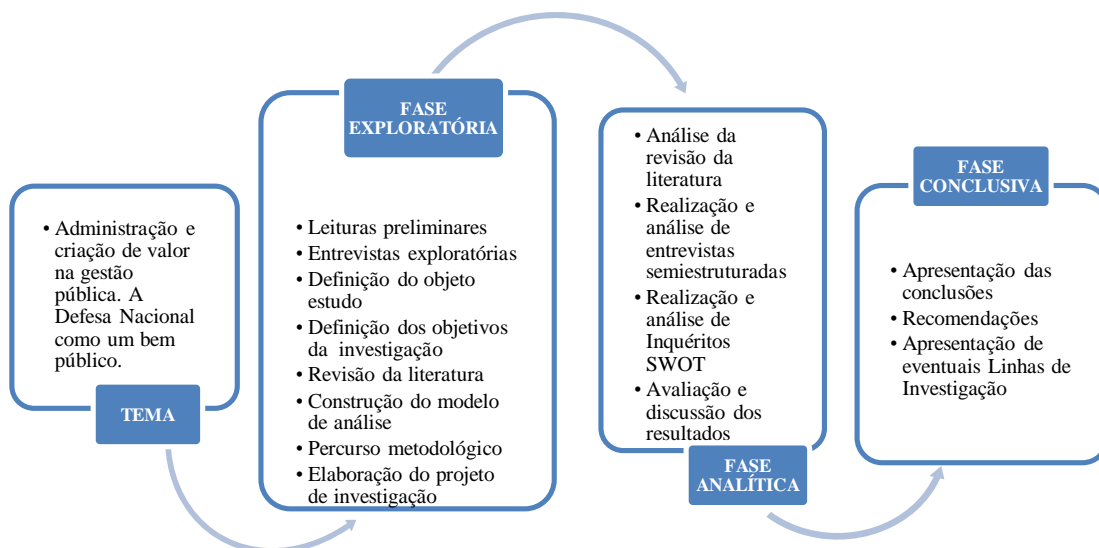 • Administração e
criação de valor
na gestão
pública. A
Defesa Nacional
como um bem
público.
TEMA
FASE
EXPLORATÓRIA
• Leituras preliminares
• Entrevistas exploratórias
• Definição do objeto
estudo
• Definição dos objetivos
da investigação
• Revisão da literatura
• Construção do modelo
de análise
• Percurso metodológico
• Elaboração do projeto
de investigação
• Análise da
revisão da
literatura
• Realização e
análise de
entrevistas
semiestruturadas
• Realização e
análise de
Inquéritos
SWOT
• Avaliação e
discussão dos
resultados
FASE
ANALÍTICA
FASE
CONCLUSIVA
• Apresentação das
conclusões
• Recomendações
• Apresentação de
eventuais Linhas de
Investigação